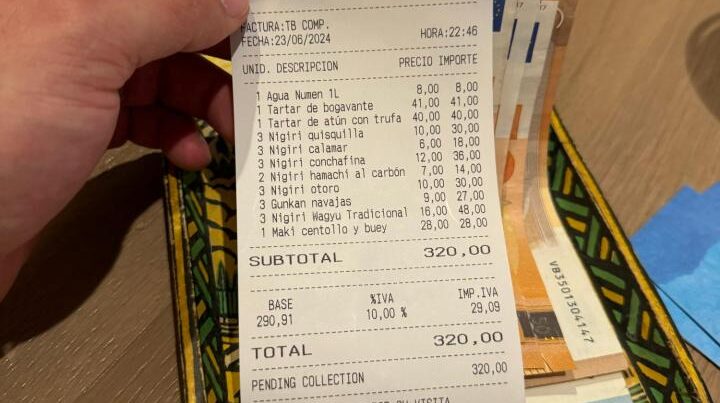 FACTURA:TB COMP.
FECHA:23/06/2024 HORA:22:46
UNID. DESCRIPCION PRECIO IMPORTE
1 Agua Numen 1L 8,00 8,00
1 Tartar de bogavante 41,00 41,00
1 Tartar de atún con trufa 40,00 40,00
3 Nigiri quisquilla 10,00 30,00
3 Nigiri calamar 6,00 18,00
3 Nigiri conchafina 12,00 36,00
2 Nigiri hamachi al carbón 7,00 14,00
3 Nigiri otoro 10,00 30,00
3 Gunkan navajas 9,00 27,00
3 Nigiri Wagyu Tradicional 16,00 48,00
1 Maki centollo y buey 28,00 28,00
SUBTOTAL 320,00
BASE %IVA IMP.IVA
290,91 10,00 % 29,09
TOTAL 320,00
PENDING COLLECTION 320,00
VISITA
VB3501304147